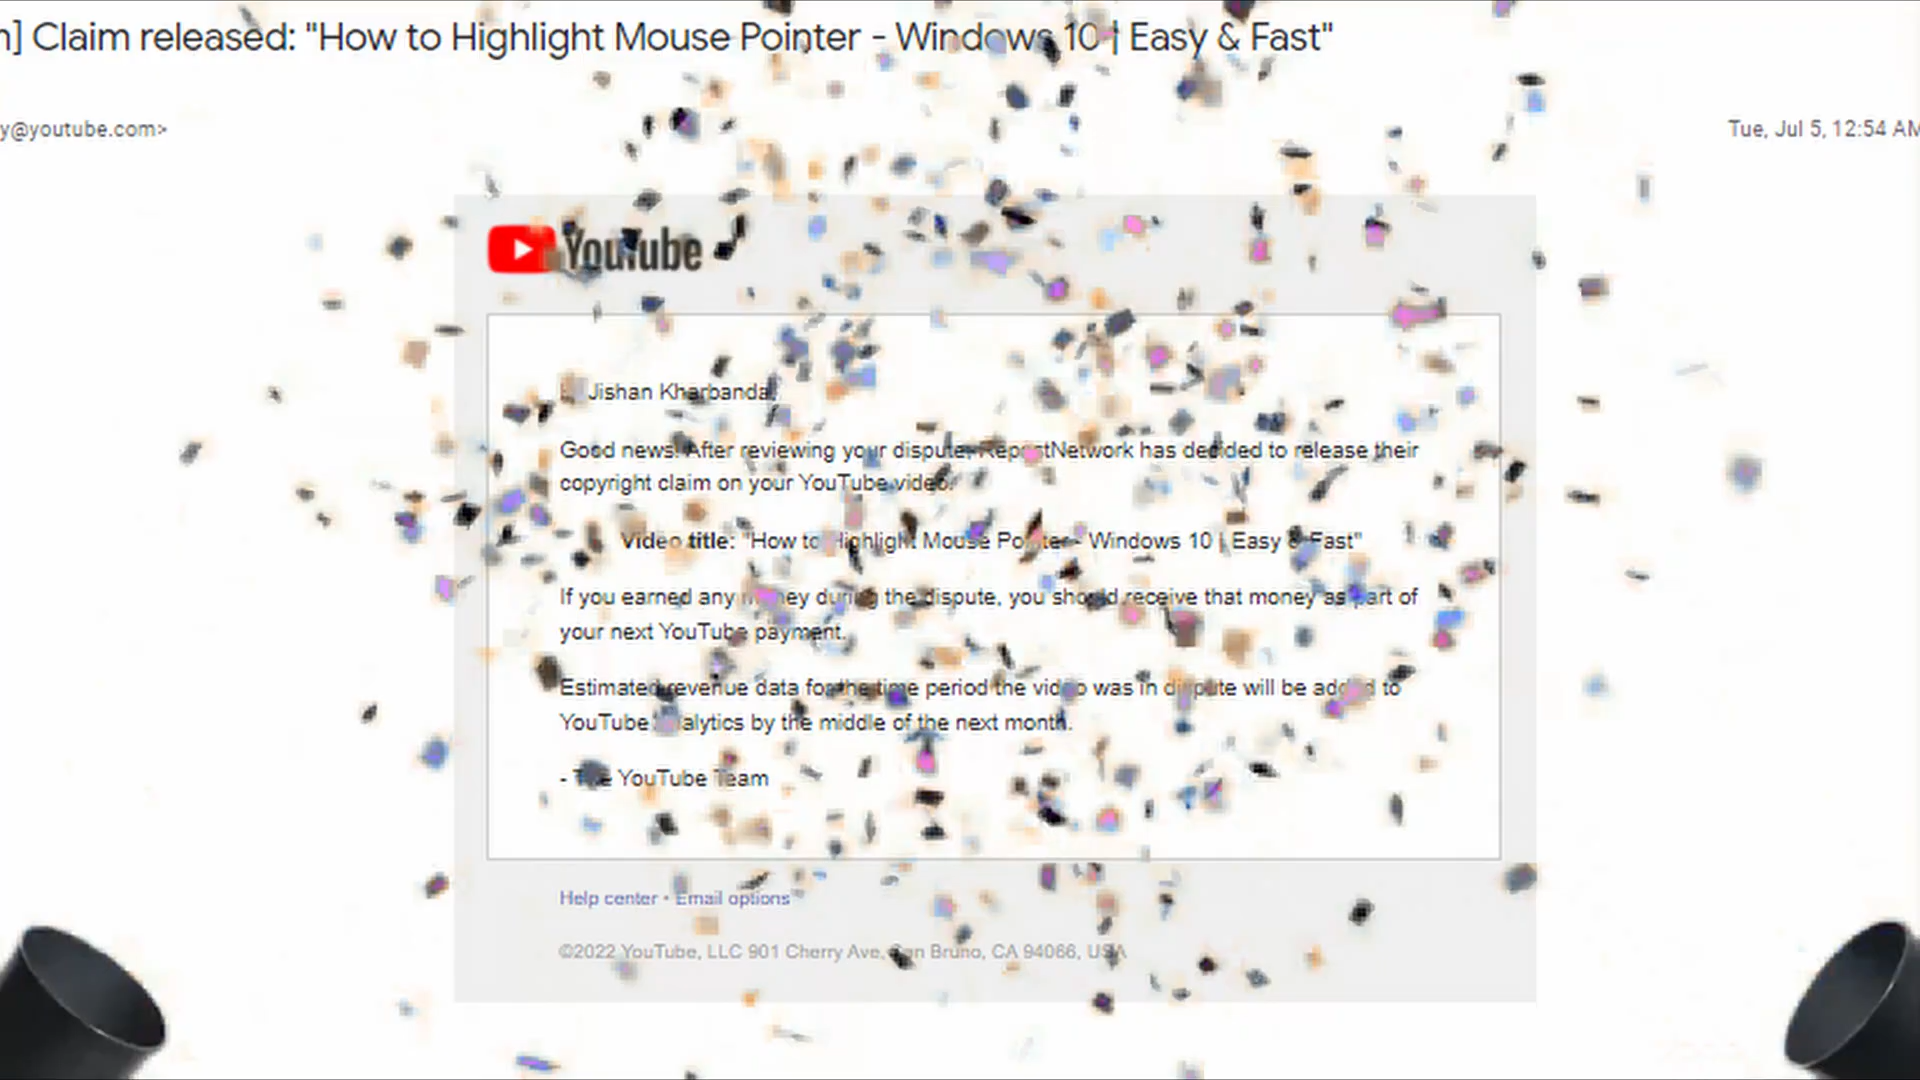 n] Claim released: "How to Highlight Mouse Pointer - Windows 10 | Easy & Fast"
y@youtube.com>
Tue, Jul 5, 12:54 AM
YouTube
Jishan Kharbanda
Good news! After reviewing your dispute, RepostNetwork has decided to release their
copyright claim on your YouTube video.
Video title: "How to Highlight Mouse Pointer - Windows 10 | Easy & Fast"
If you earned any money during the dispute, you should receive that money as part of
your next YouTube payment.
Estimated revenue data for the time period the video was in dispute will be added to
YouTube Analytics by the middle of the next month.
- The YouTube Team
Help center • Email options
©2022 YouTube, LLC 901 Cherry Ave, San Bruno, CA 94066, USA